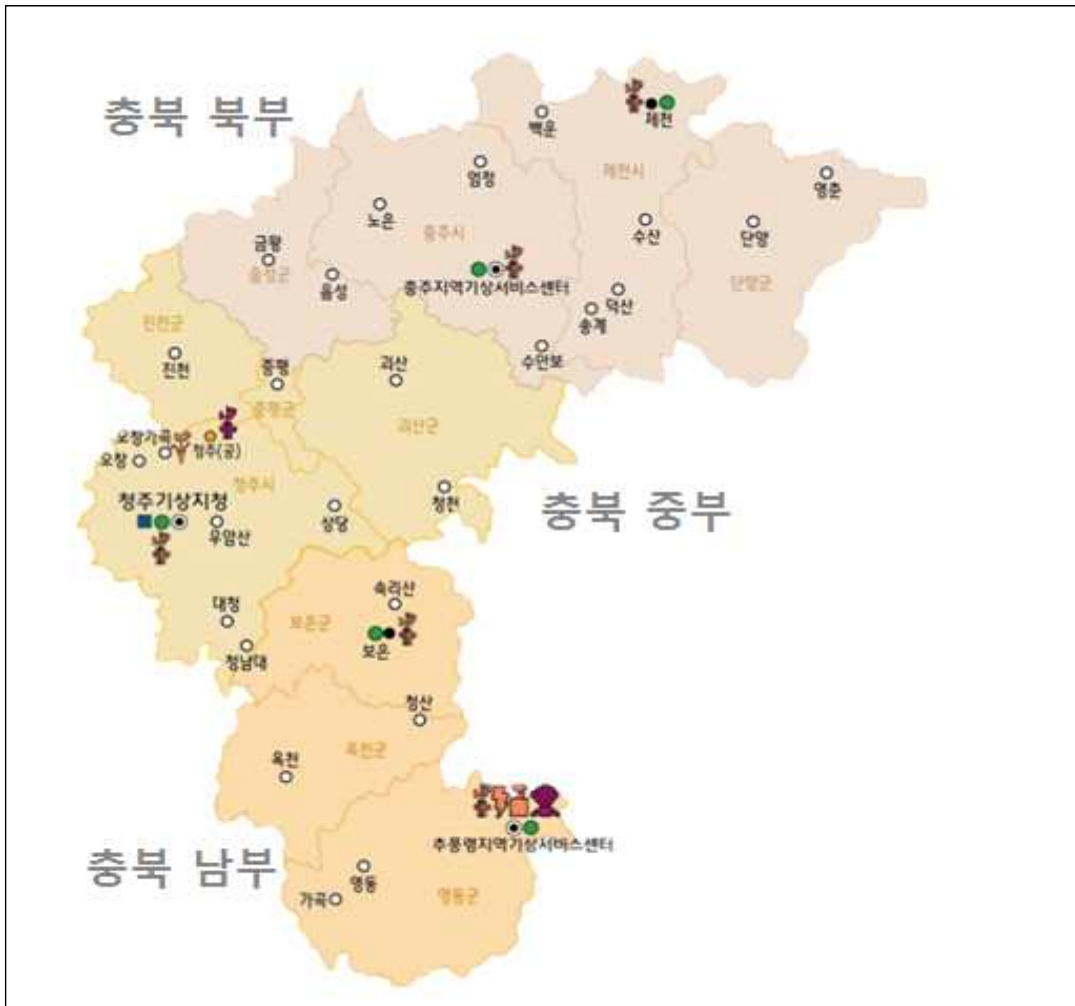 충북 북부
제천
백운
엄정
제천시
영춘
노은
충주시
수산
단양
금왕
음성군
음성
충주지역기상서비스센터
단양군
덕산
송계
진천군
진천
수안보
괴산
증평
증평군
괴산군
오창가곡
청주(공)
오창
청주시
청주기상지청
청천
상당
우암산
충북 중부
속리산
대청
보은군
보은
청남대
청산
옥천군
옥천
추풍령지역기상서비스센터
충북 남부
영동
가곡
영동군